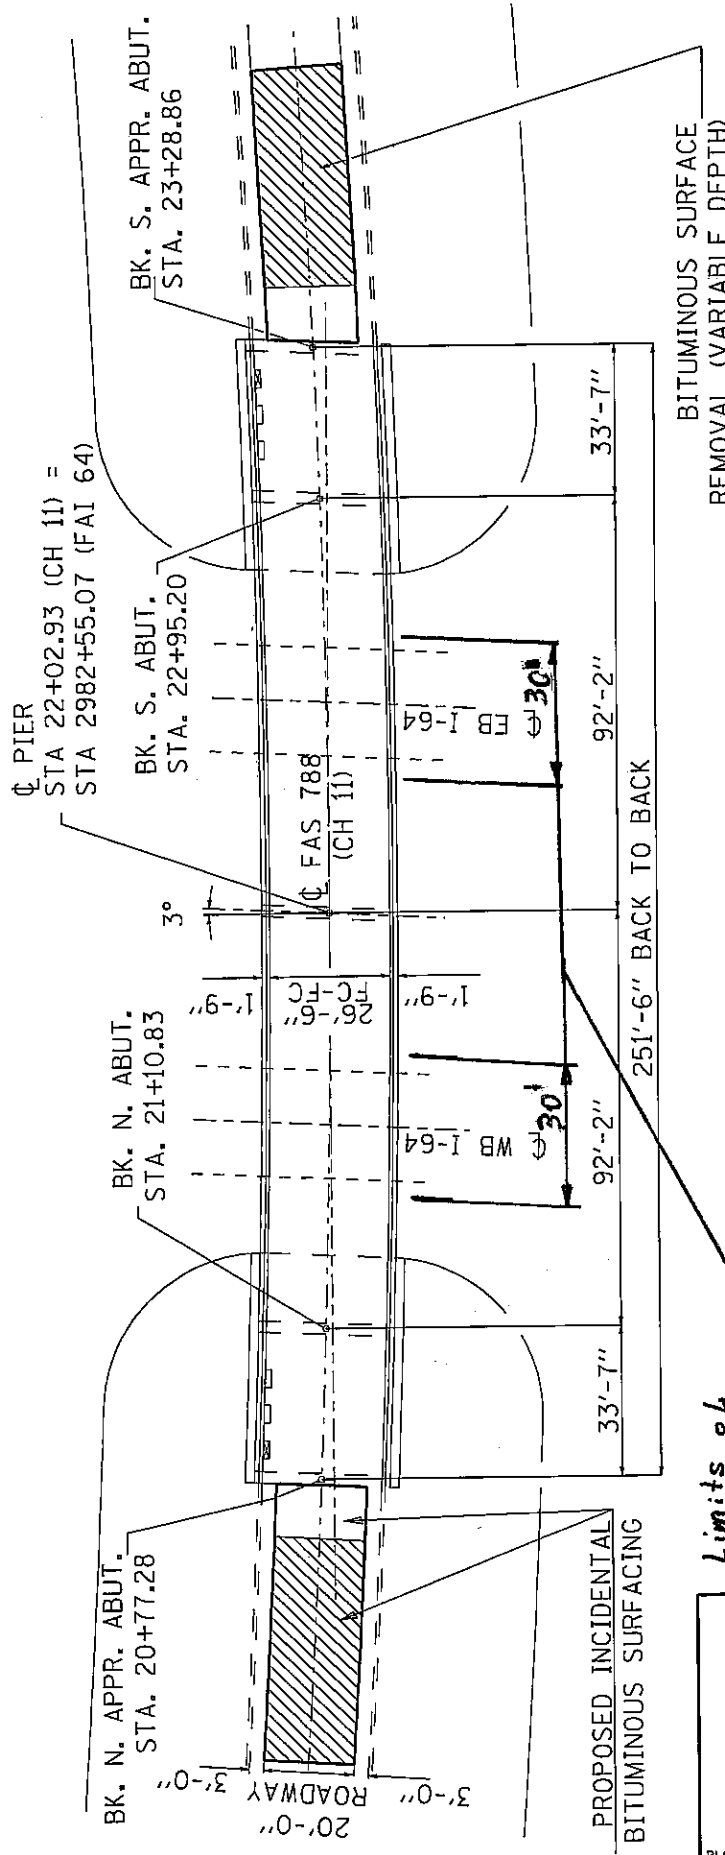 BK. N. APPR. ABUT.
STA. 20+77.28
BK. N. ABUT.
STA. 21+10.83
℄ PIER
STA 22+02.93 (CH 11) =
STA 2982+55.07 (FAI 64)
BK. S. ABUT.
STA. 22+95.20
BK. S. APPR. ABUT.
STA. 23+28.86
3°
1'-9"
26'-6"
FC-FC
1'-9"
℄ FAS 788
(CH 11)
℄ WB I-64
℄ EB I-64
30'
30'
3'-0"
20'-0"
ROADWAY
3'-0"
33'-7"
92'-2"
92'-2"
33'-7"
251'-6" BACK TO BACK
PROPOSED INCIDENTAL
BITUMINOUS SURFACING
BITUMINOUS SURFACE
REMOVAL (VARIABLE DEPTH)
Limits of